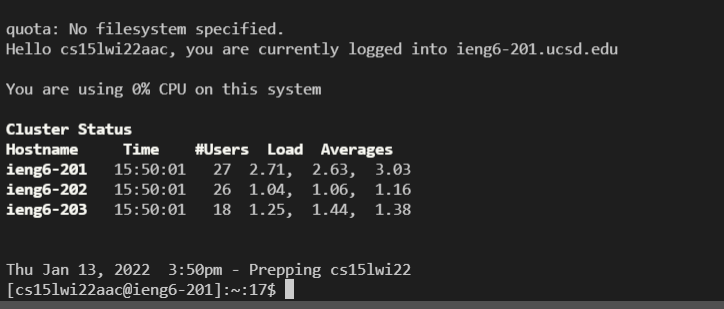 quota: No filesystem specified.
Hello cs15lwi22aac, you are currently logged into ieng6-201.ucsd.edu
You are using 0% CPU on this system
Cluster Status
Hostname     Time    #Users  Load  Averages
ieng6-201   15:50:01   27  2.71,  2.63,  3.03
ieng6-202   15:50:01   26  1.04,  1.06,  1.16
ieng6-203   15:50:01   18  1.25,  1.44,  1.38
Thu Jan 13, 2022  3:50pm - Prepping cs15lwi22
[cs15lwi22aac@ieng6-201]:~:17$